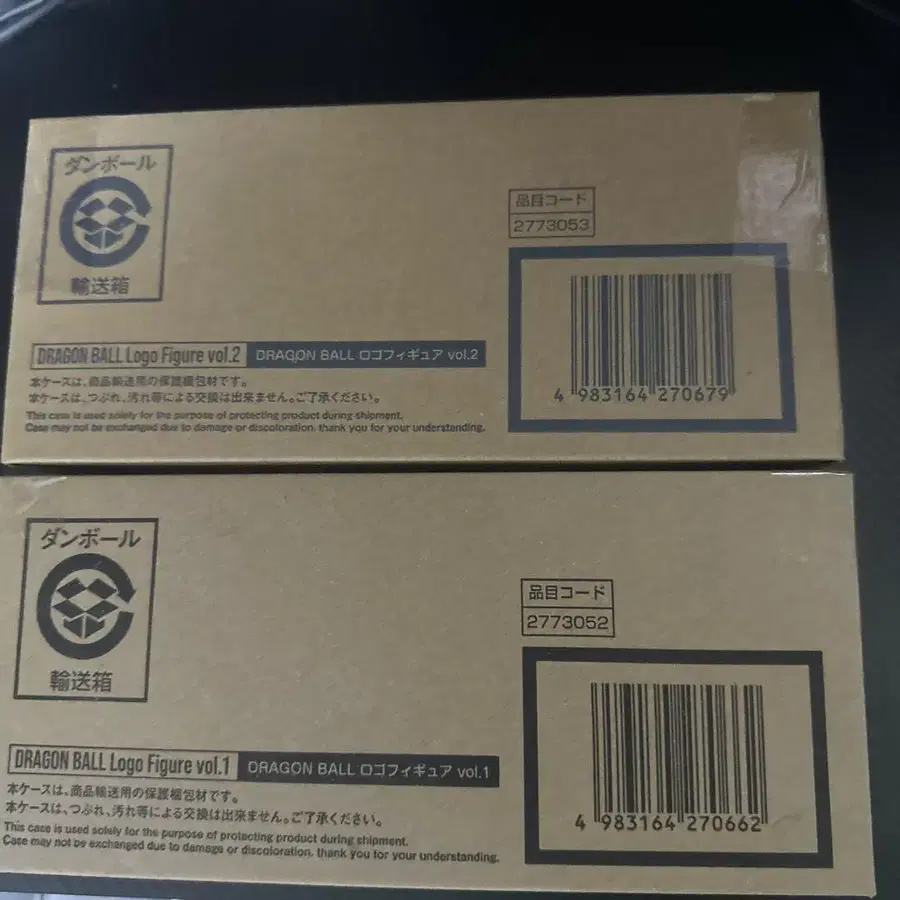 ダンボール
輸送箱
品目コード
2773053
4 983164 270679
DRAGON BALL Logo Figure vol.2 DRAGON BALL ロゴフィギュア vol.2
本ケースは、商品輸送用の保護梱包材です。
本ケースは、つぶれ、汚れ等による交換は出来ません。ご了承ください。
This case is used solely for the purpose of protecting product during shipment.
Case may not be exchanged due to damage or discoloration, thank you for your understanding.
ダンボール
輸送箱
品目コード
2773052
4 983164 270662
DRAGON BALL Logo Figure vol.1 DRAGON BALL ロゴフィギュア vol.1
本ケースは、商品輸送用の保護梱包材です。
本ケースは、つぶれ、汚れ等による交換は出来ません。ご了承ください。
This case is used solely for the purpose of protecting product during shipment.
Case may not be exchanged due to damage or discoloration, thank you for your understanding.